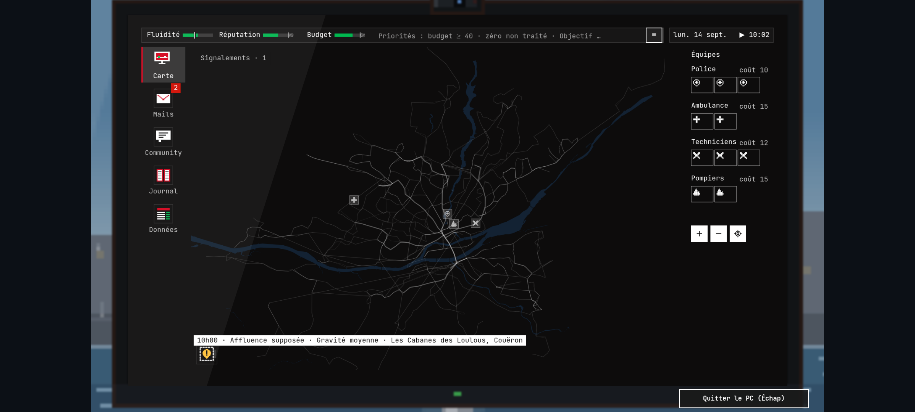 Fluidité Réputation Budget Priorités : budget ≥ 40 · zéro non traité · Objectif … lun. 14 sept. ▶ 10:02
Signalements · 1
Carte
2
Mails
Community
Journal
Données
Équipes
Police coût 10
Ambulance coût 15
Techniciens coût 12
Pompiers coût 15
+ −
10h00 · Affluence supposée · Gravité moyenne · Les Cabanes des Loulous, Couëron
Quitter le PC (Échap)